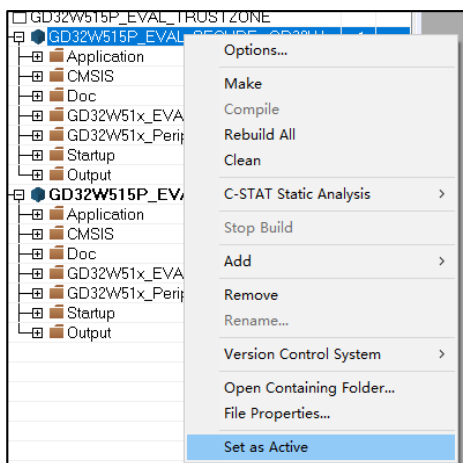 GD32W515P_EVAL_TRUSTZONE
GD32W515P_EVAL_SECURE
Application
CMSIS
Doc
GD32W51x_EVA
GD32W51x_Perip
Startup
Output
GD32W515P_EVA
Application
CMSIS
Doc
GD32W51x_EVA
GD32W51x_Perip
Startup
Output
Options...
Make
Compile
Rebuild All
Clean
C-STAT Static Analysis >
Stop Build
Add >
Remove
Rename...
Version Control System >
Open Containing Folder...
File Properties...
Set as Active